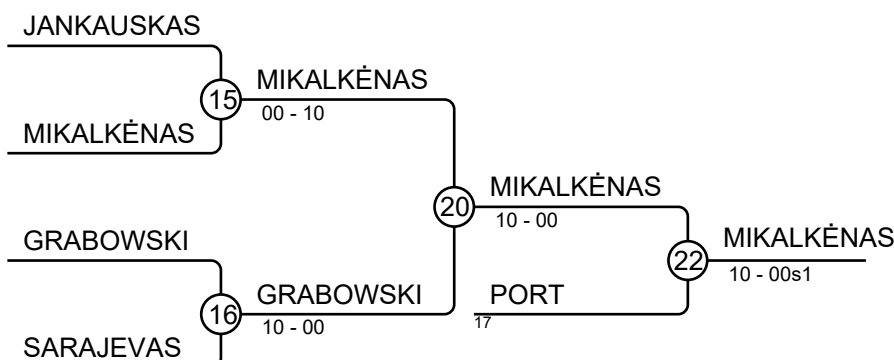 JANKAUSKAS
15
MIKALKĖNAS
00 - 10
MIKALKĖNAS
20
MIKALKĖNAS
10 - 00
GRABOWSKI
16
GRABOWSKI
10 - 00
SARAJEVAS
PORT
17
22
MIKALKĖNAS
10 - 00s1